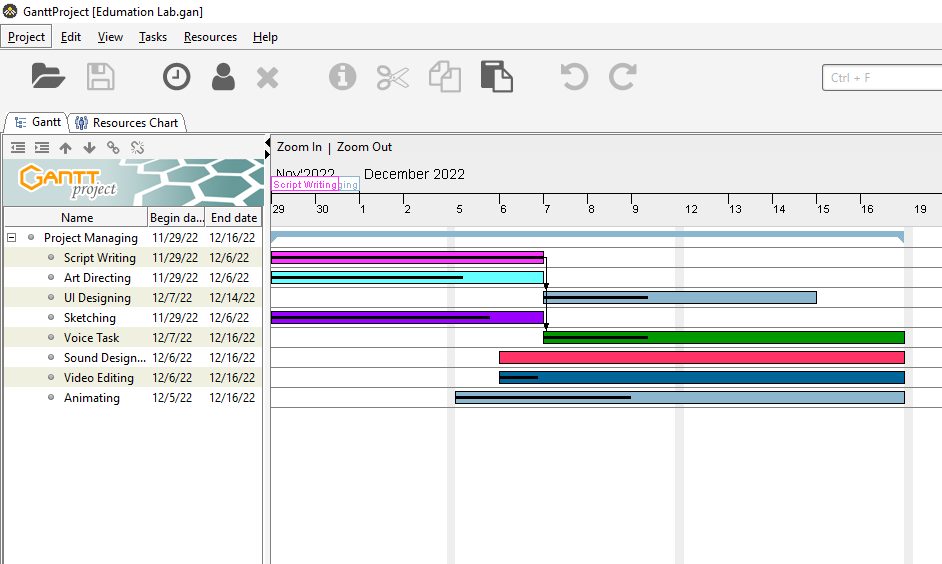 GanttProject [Edumation Lab.gan]
Project Edit View Tasks Resources Help
Ctrl + F
Gantt Resources Chart
Zoom In | Zoom Out
GANTT
project
Nov'2022 December 2022
Script Writing
29 30 1 2 5 6 7 8 9 12 13 14 15 16 19
Name Begin da... End date
Project Managing 11/29/22 12/16/22
Script Writing 11/29/22 12/6/22
Art Directing 11/29/22 12/6/22
UI Designing 12/7/22 12/14/22
Sketching 11/29/22 12/6/22
Voice Task 12/7/22 12/16/22
Sound Design... 12/6/22 12/16/22
Video Editing 12/6/22 12/16/22
Animating 12/5/22 12/16/22